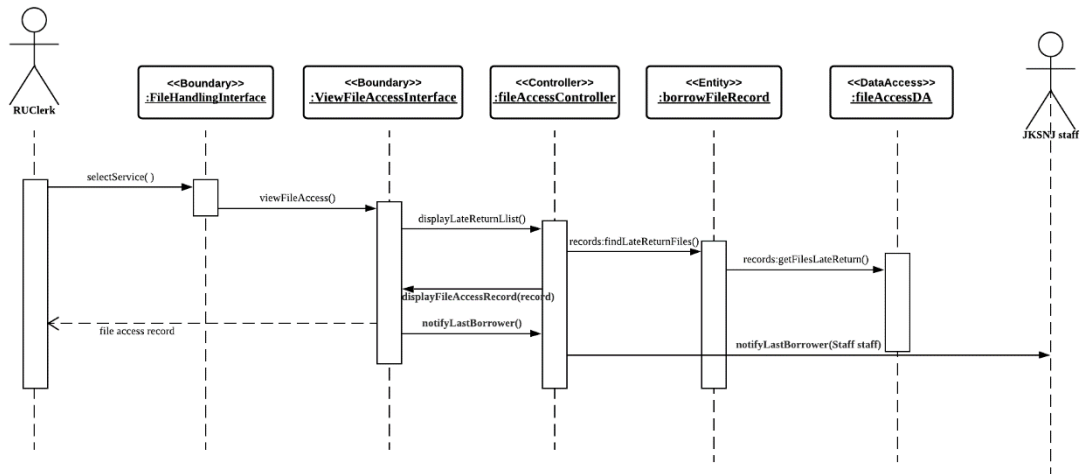 RUClerk
<<Boundary>>
:FileHandlingInterface
<<Boundary>>
:ViewFileAccessInterface
<<Controller>>
:fileAccessController
<<Entity>>
:borrowFileRecord
<<DataAccess>>
:fileAccessDA
JKSNJ staff
selectService( )
viewFileAccess()
displayLateReturnLlist()
records:findLateReturnFiles()
records:getFilesLateReturn()
displayFileAccessRecord(record)
file access record
notifyLastBorrower()
notifyLastBorrower(Staff staff)